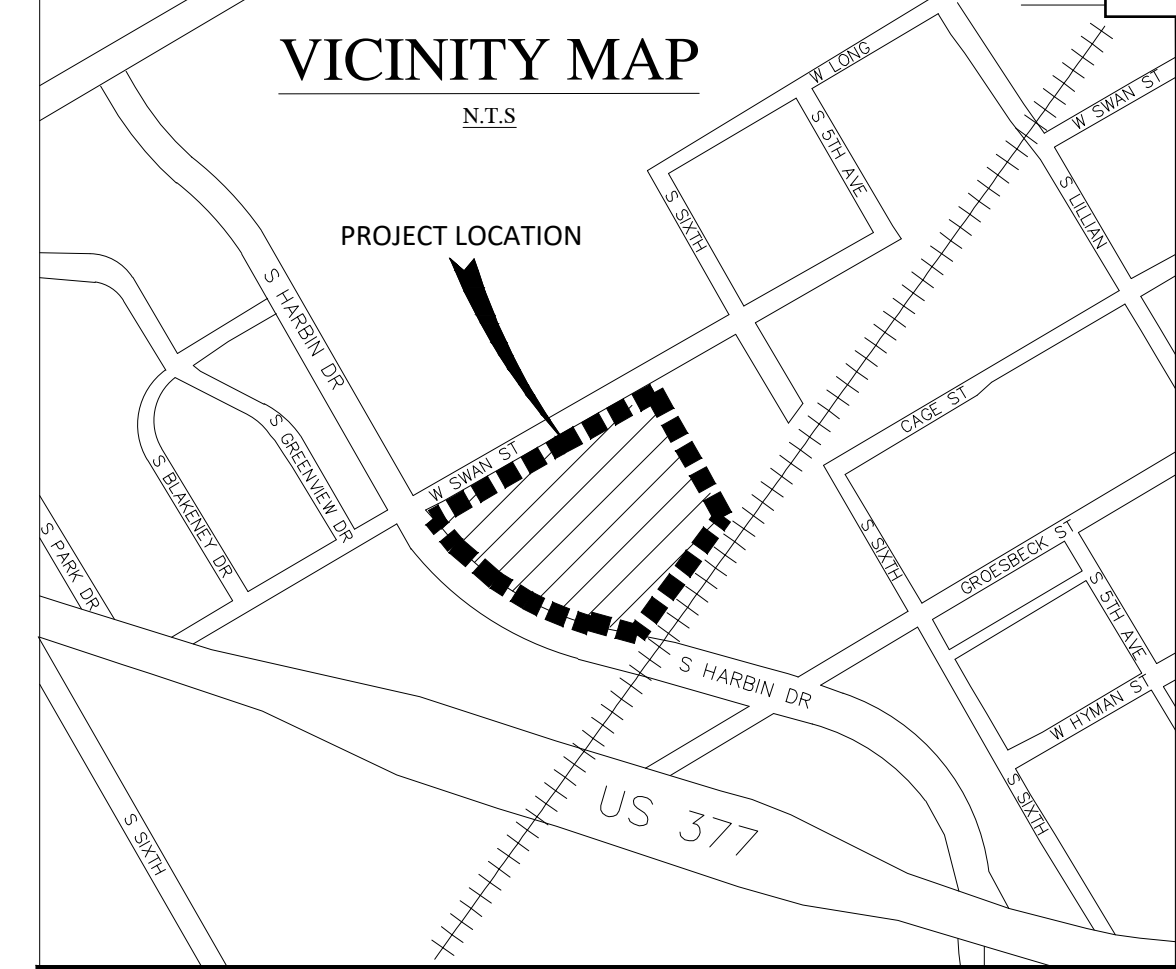 VICINITY MAP
N.T.S
W LONG
W SWAN ST
S 5TH AVE
S SIXTH
S LILLIAN
PROJECT LOCATION
S HARBIN DR
CAGE ST
S GREENVIEW DR
W SWAN ST
S BLAKENEY DR
S PARK DR
S SIXTH
GROESBECK ST
S 5TH AVE
S HARBIN DR
W HYMAN ST
US 377
S SIXTH
S SIXTH